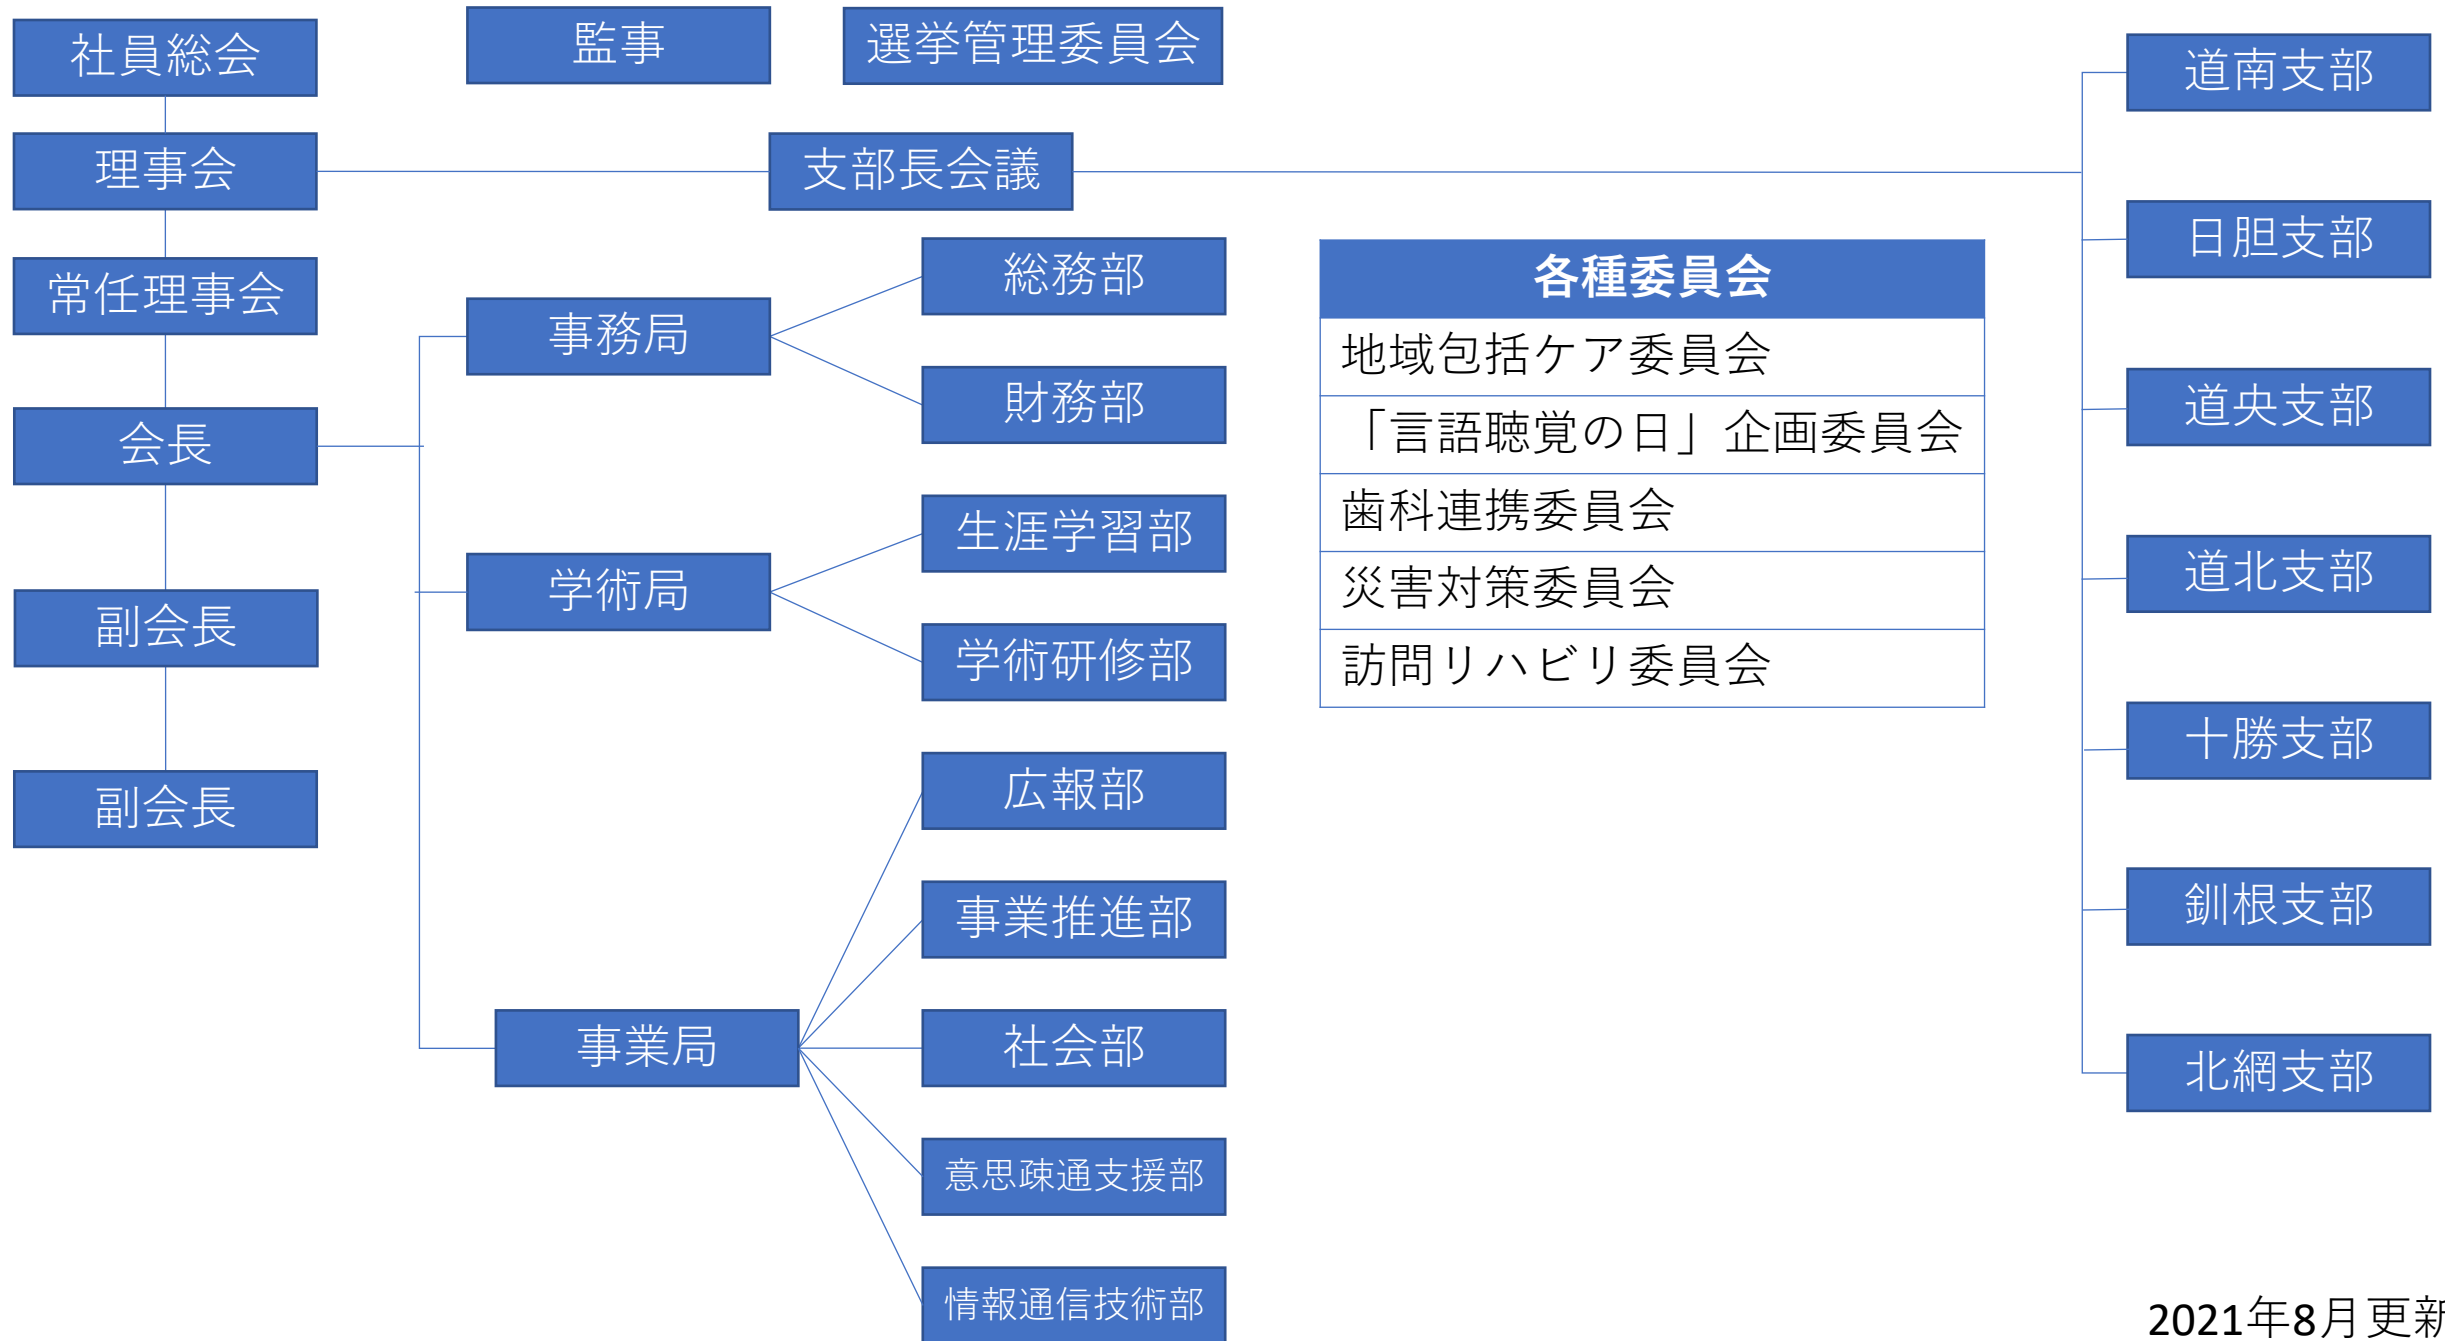 社員総会
監事
選挙管理委員会
理事会
支部長会議
常任理事会
会長
副会長
副会長
事務局
総務部
財務部
学術局
生涯学習部
学術研修部
事業局
広報部
事業推進部
社会部
意思疎通支援部
情報通信技術部
各種委員会
地域包括ケア委員会
「言語聴覚の日」企画委員会
歯科連携委員会
災害対策委員会
訪問リハビリ委員会
道南支部
日胆支部
道央支部
道北支部
十勝支部
釧根支部
北網支部
2021年8月更新